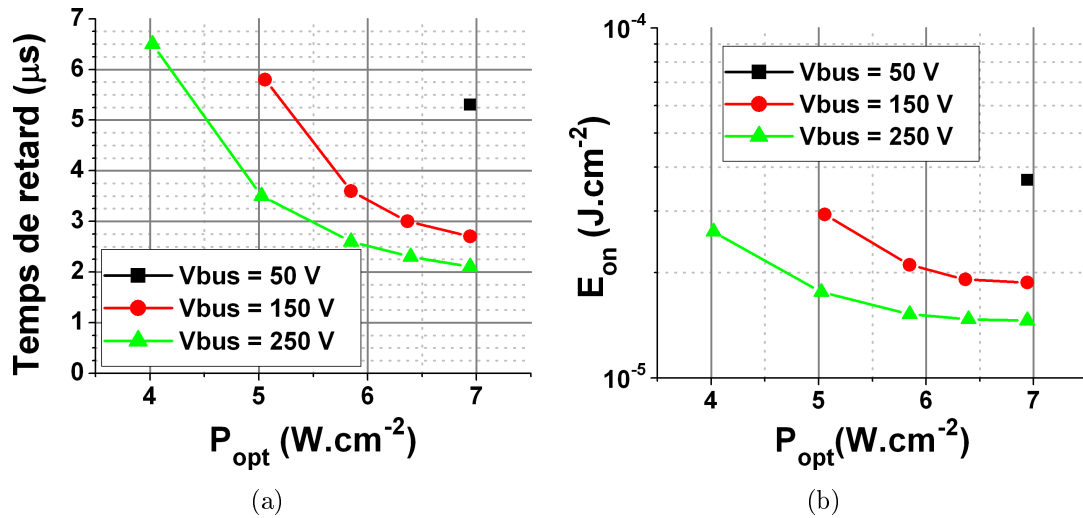 7
6
5
4
3
2
1
0
Temps de retard (μs)
Vbus = 50 V
Vbus = 150 V
Vbus = 250 V
4 5 6 7
P_opt (W.cm^-2)
(a)
10^-4
10^-5
E_on (J.cm^-2)
Vbus = 50 V
Vbus = 150 V
Vbus = 250 V
4 5 6 7
P_opt(W.cm^-2)
(b)